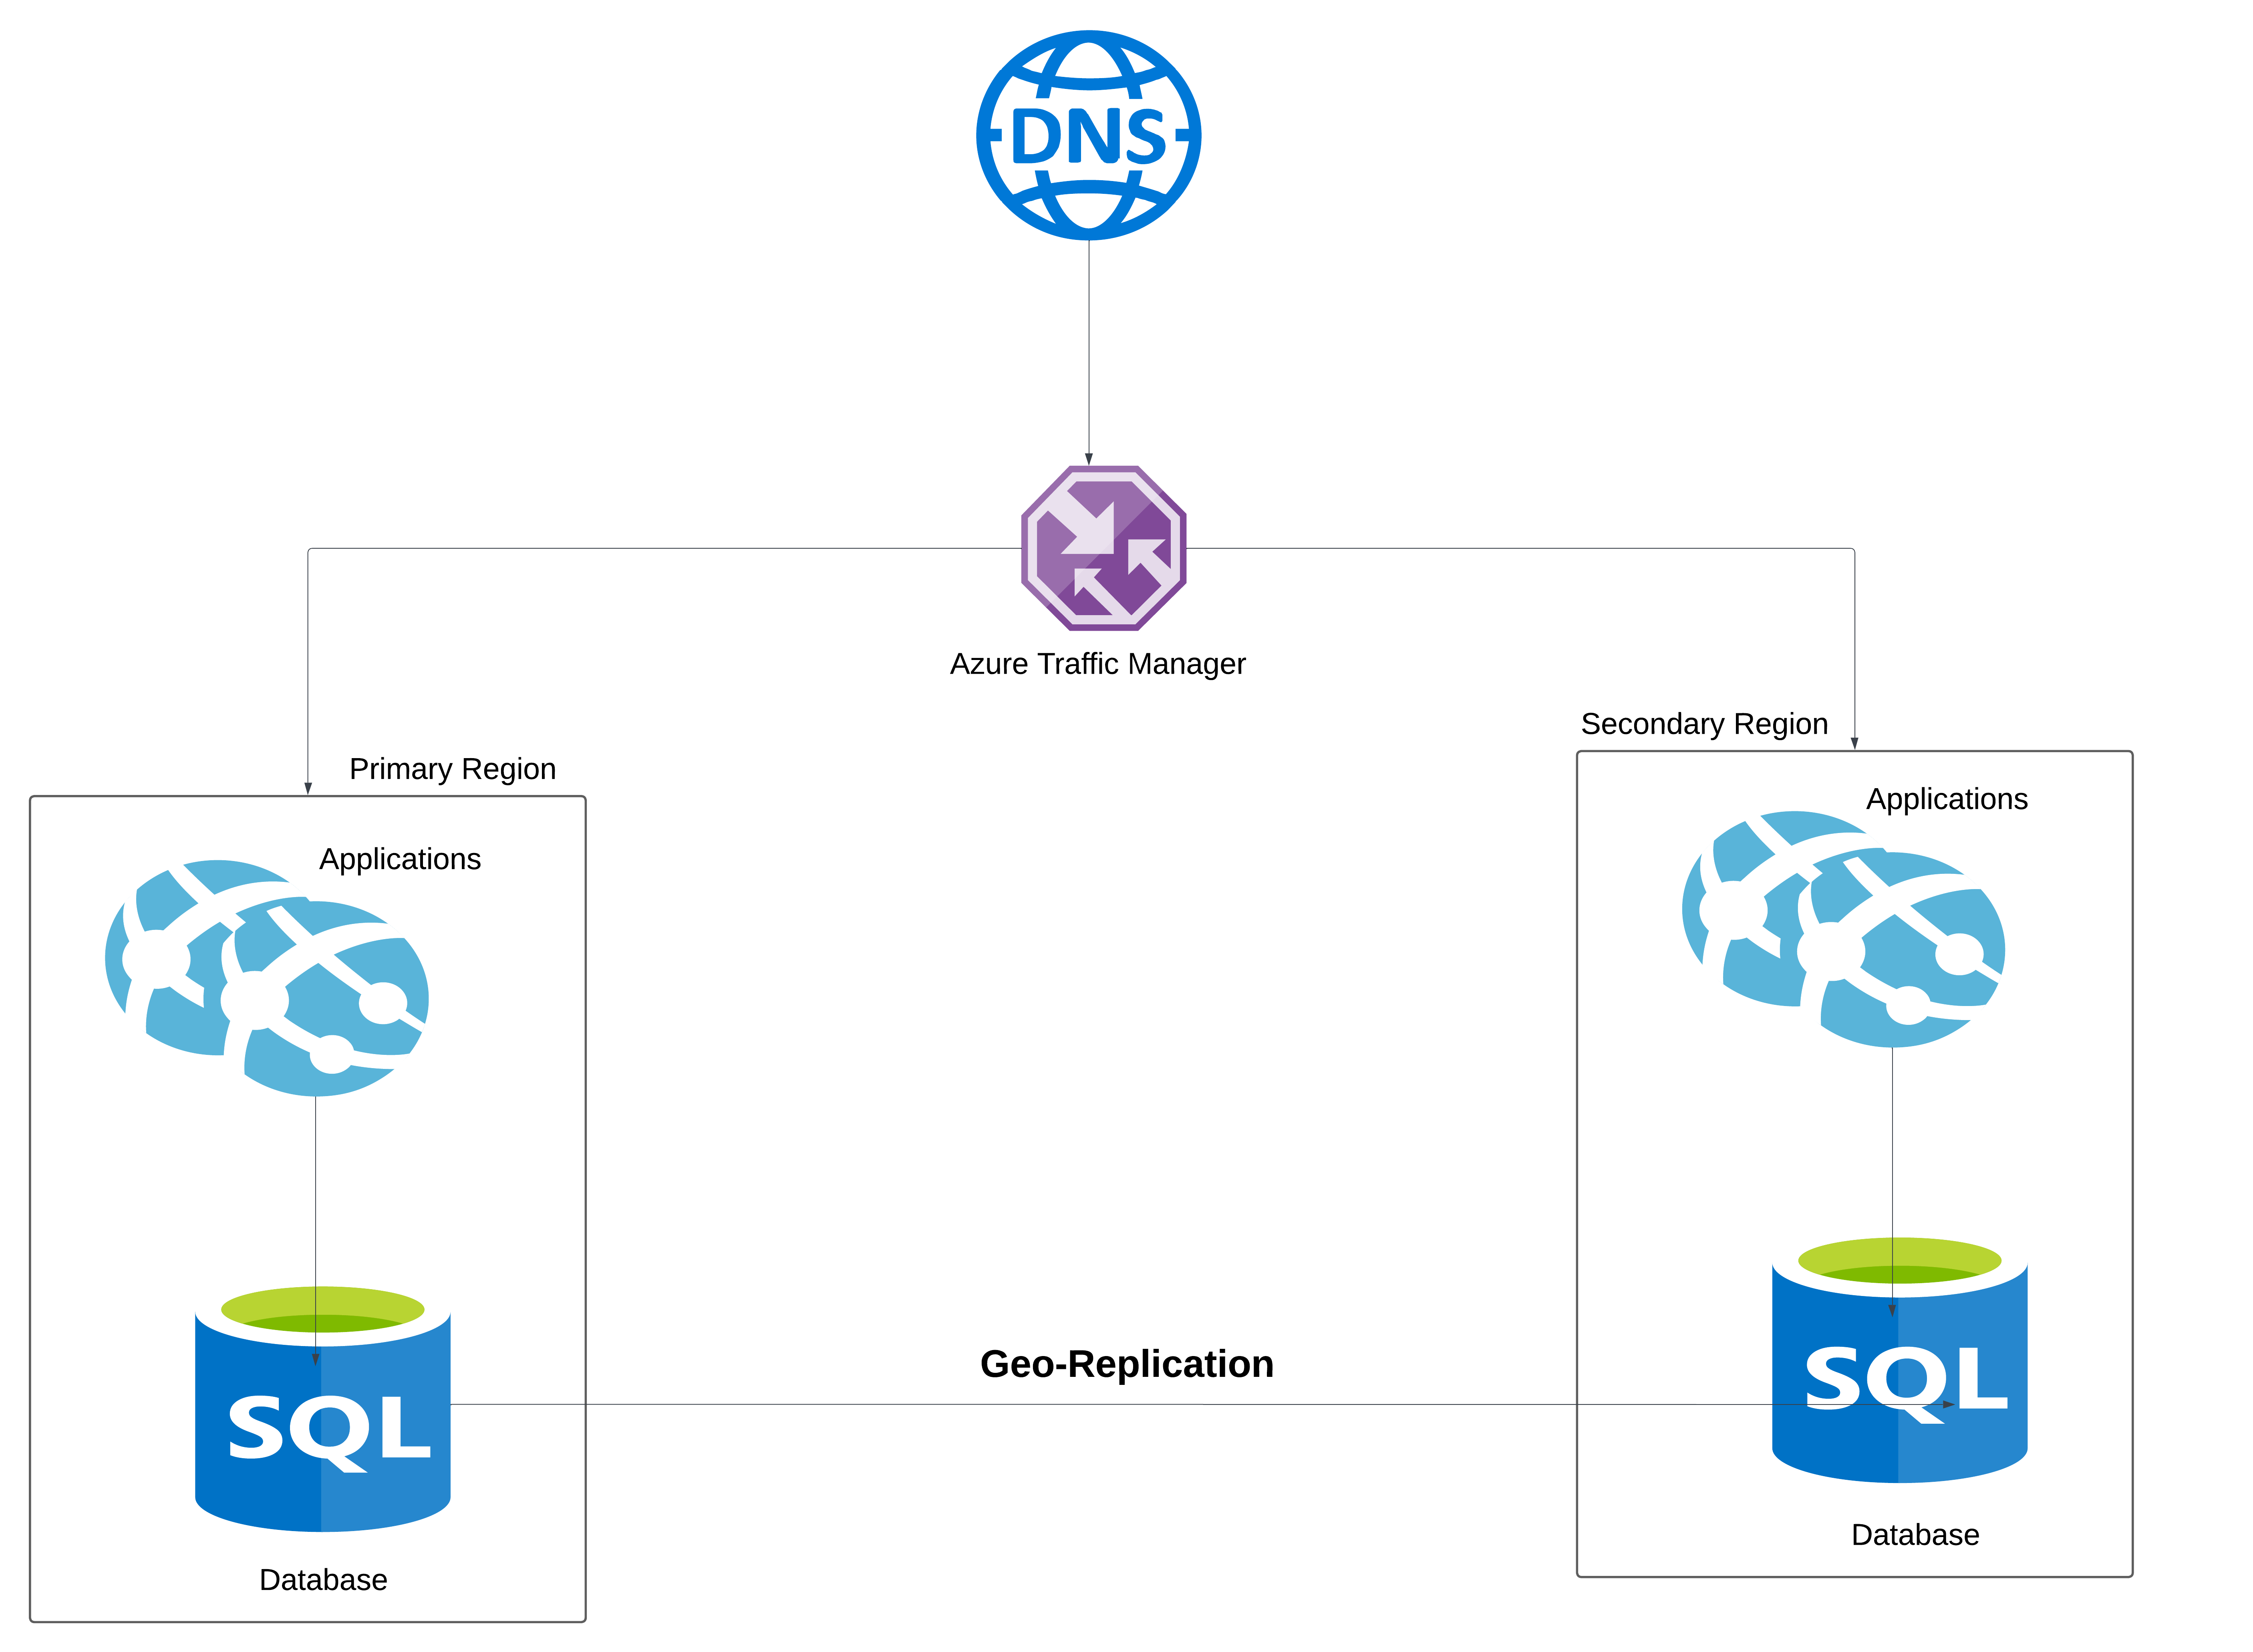 DNS
Azure Traffic Manager
Secondary Region
Primary Region
Applications
Applications
Geo-Replication
SQL
SQL
Database
Database